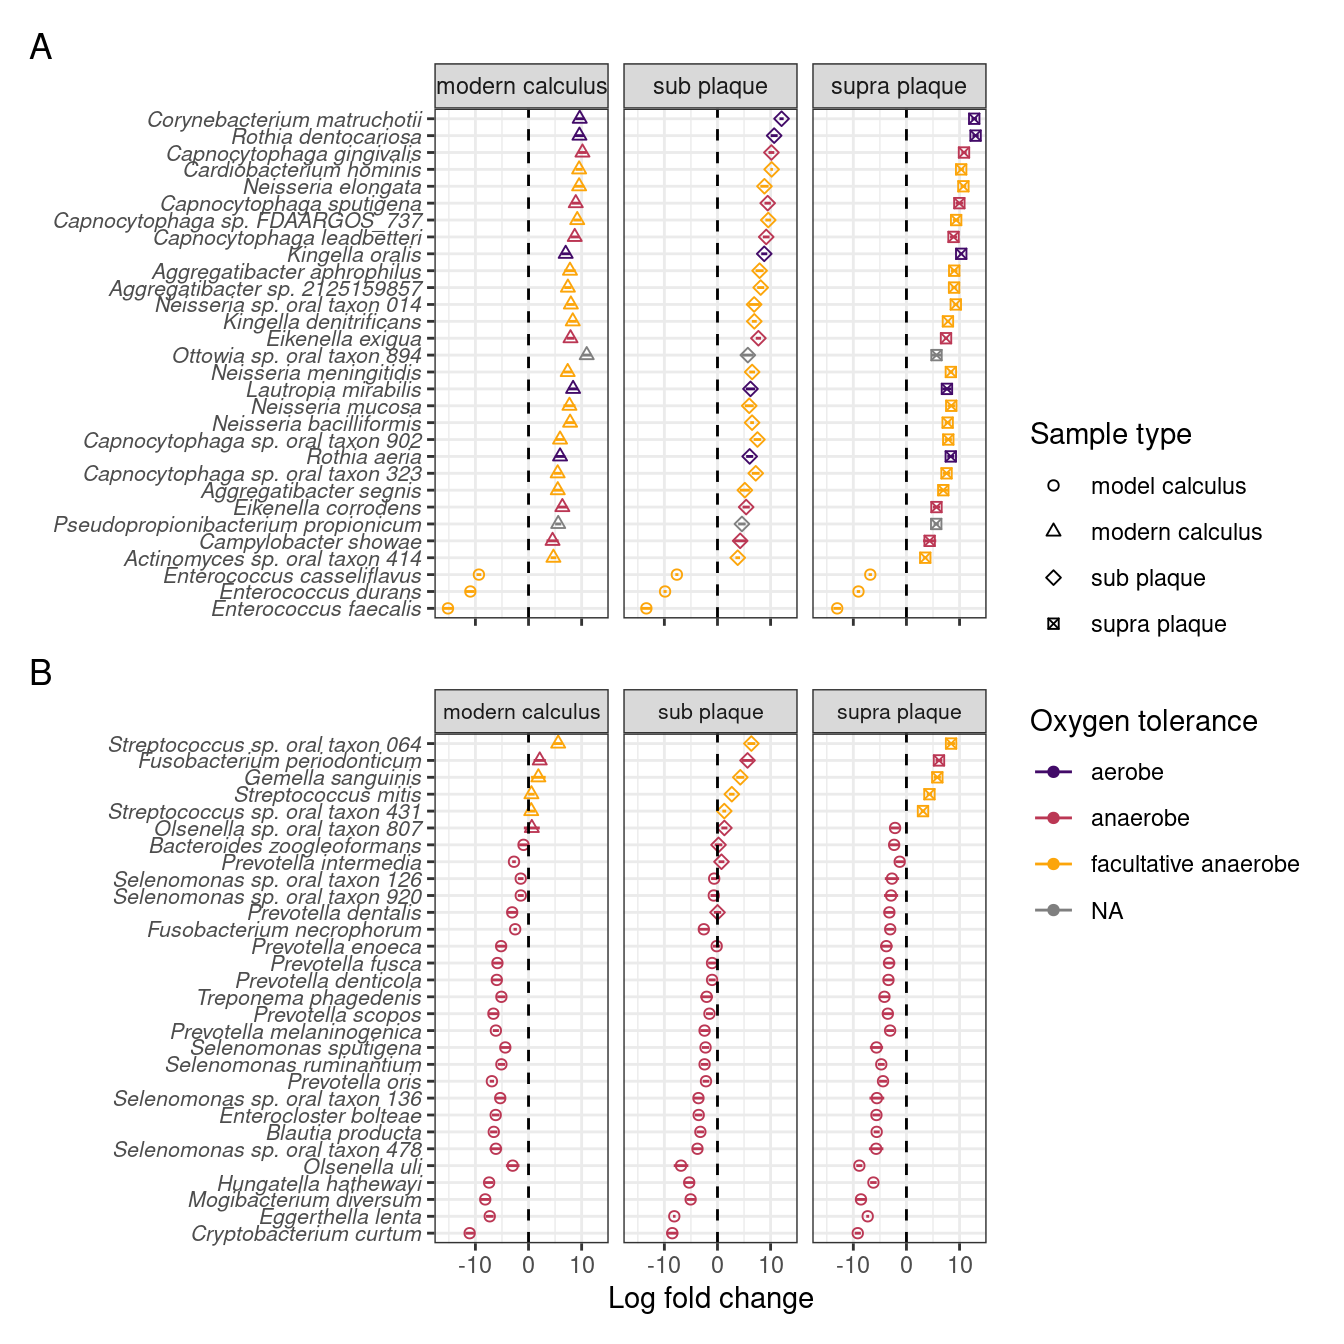 A
modern calculus
sub plaque
supra plaque
Corynebacterium matruchotii
Rothia dentocariosa
Capnocytophaga gingivalis
Cardiobacterium hominis
Neisseria elongata
Capnocytophaga sputigena
Capnocytophaga sp. FDAARGOS_737
Capnocytophaga leadbetteri
Kingella oralis
Aggregatibacter aphrophilus
Aggregatibacter sp. 2125159857
Neisseria sp. oral taxon 014
Kingella denitrificans
Eikenella exigua
Ottowia sp. oral taxon 894
Neisseria meningitidis
Lautropia mirabilis
Neisseria mucosa
Neisseria bacilliformis
Capnocytophaga sp. oral taxon 902
Rothia aeria
Capnocytophaga sp. oral taxon 323
Aggregatibacter segnis
Eikenella corrodens
Pseudopropionibacterium propionicum
Campylobacter showae
Actinomyces sp. oral taxon 414
Enterococcus casseliflavus
Enterococcus durans
Enterococcus faecalis
Sample type
model calculus
modern calculus
sub plaque
supra plaque
B
modern calculus
sub plaque
supra plaque
Streptococcus sp. oral taxon 064
Fusobacterium periodonticum
Gemella sanguinis
Streptococcus mitis
Streptococcus sp. oral taxon 431
Olsenella sp. oral taxon 807
Bacteroides zoogleoformans
Prevotella intermedia
Selenomonas sp. oral taxon 126
Selenomonas sp. oral taxon 920
Prevotella dentalis
Fusobacterium necrophorum
Prevotella enoeca
Prevotella fusca
Prevotella denticola
Treponema phagedenis
Prevotella scopos
Prevotella melaninogenica
Selenomonas sputigena
Selenomonas ruminantium
Prevotella oris
Selenomonas sp. oral taxon 136
Enterocloster bolteae
Blautia producta
Selenomonas sp. oral taxon 478
Olsenella uli
Hungatella hathewayi
Mogibacterium diversum
Eggerthella lenta
Cryptobacterium curtum
-10 0 10
-10 0 10
-10 0 10
Log fold change
Oxygen tolerance
aerobe
anaerobe
facultative anaerobe
NA